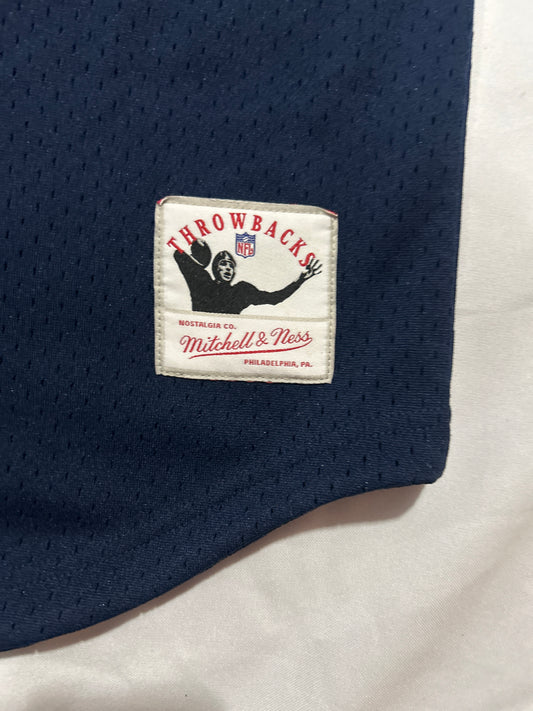 THROWBACKS
NFL
NOSTALGIA CO.
Mitchell & Ness
PHILADELPHIA, PA.